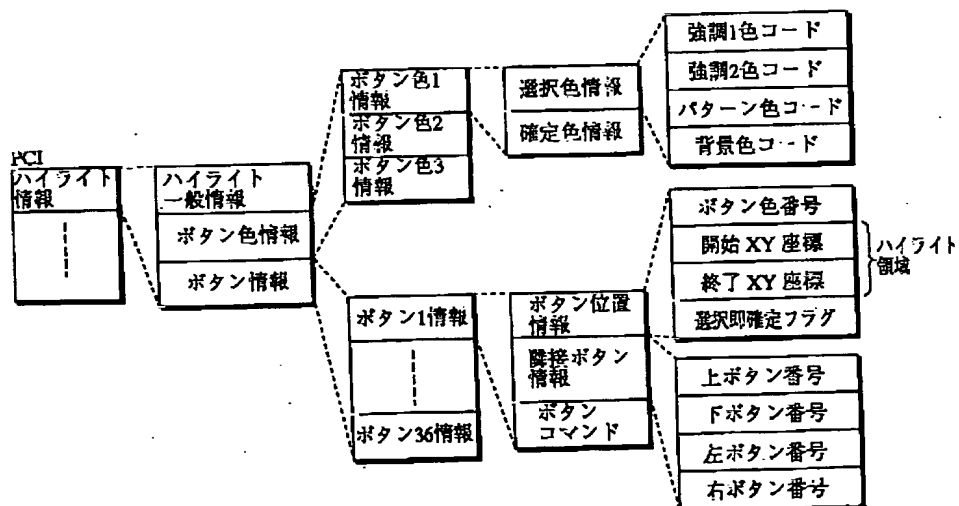 PCI
ハイライト
情報
ハイライト
一般情報
ボタン色情報
ボタン情報
ボタン色1
情報
ボタン色2
情報
ボタン色3
情報
選択色情報
確定色情報
強調1色コード
強調2色コード
パターン色コード
背景色コード
ボタン1情報
ボタン36情報
ボタン位置
情報
隣接ボタン
情報
ボタン
コマンド
ボタン色番号
開始 XY 座標
終了 XY 座標
選択即確定フラグ
ハイライト
領域
上ボタン番号
下ボタン番号
左ボタン番号
右ボタン番号